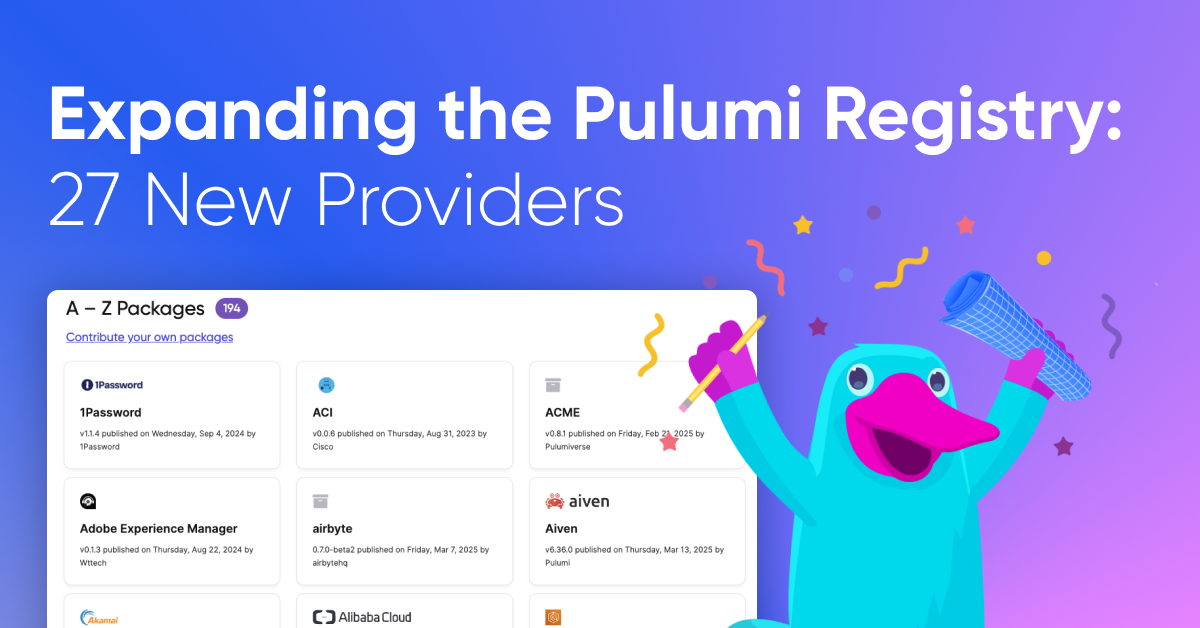 Expanding the Pulumi Registry:
27 New Providers
A – Z Packages 194
Contribute your own packages
1Password
1Password
v1.1.4 published on Wednesday, Sep 4, 2024 by
1Password
ACI
v0.0.6 published on Thursday, Aug 31, 2023 by
Cisco
ACME
v0.8.1 published on Friday, Feb 21, 2025 by
Pulumiverse
Adobe Experience Manager
v0.1.3 published on Thursday, Aug 22, 2024 by
Wttech
airbyte
0.7.0-beta2 published on Friday, Mar 7, 2025 by
airbytehq
aiven
Aiven
v6.36.0 published on Thursday, Mar 13, 2025 by
Pulumi
Akamai
Alibaba Cloud